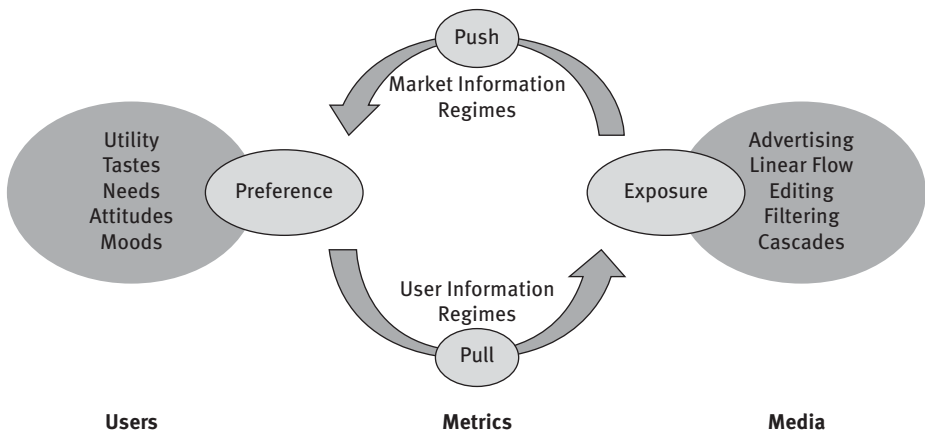 Push
Market Information
Regimes
Utility
Tastes
Needs
Attitudes
Moods
Preference
Exposure
Advertising
Linear Flow
Editing
Filtering
Cascades
User Information
Regimes
Pull
Users
Metrics
Media